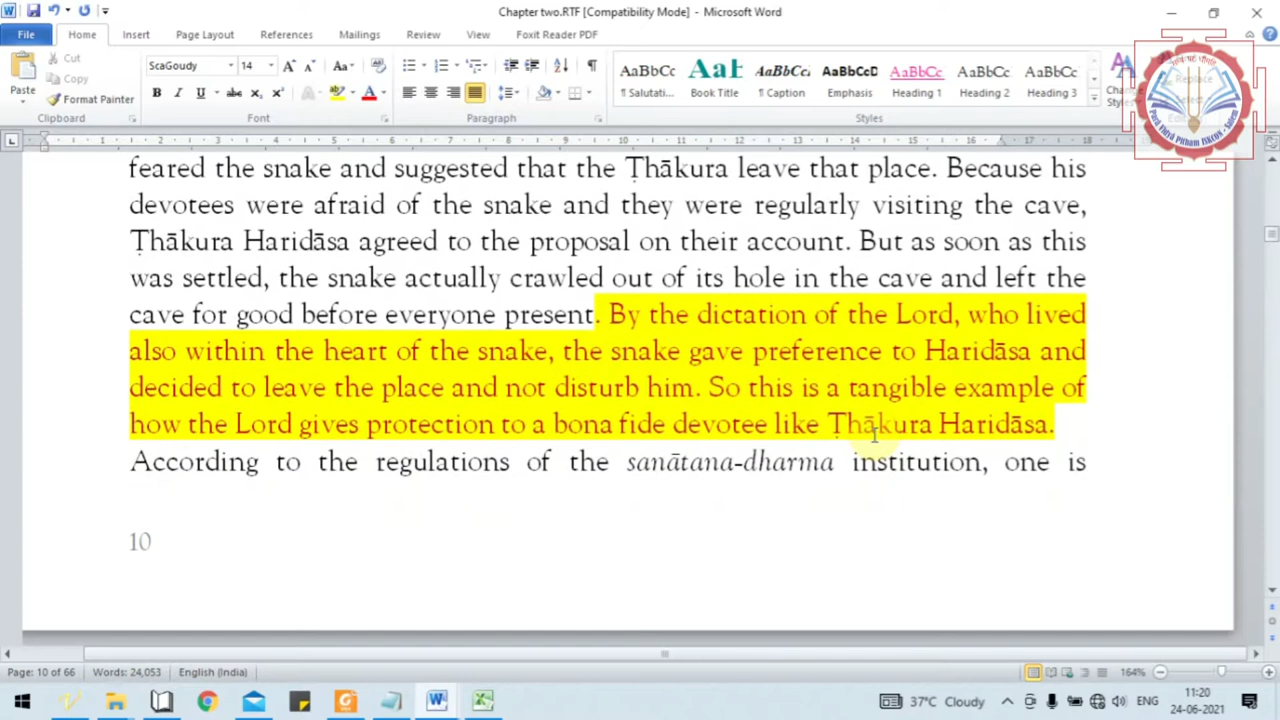 Chapter two.RTF [Compatibility Mode] - Microsoft Word
File Home Insert Page Layout References Mailings Review View Foxit Reader PDF
Paste
Cut
Copy
Format Painter
Clipboard
ScaGoudy 14
Font
Paragraph
AaBbCc AaB AaBbCc AaBbCcD AaBbCc AaBbCc AaBbCc
¶ Salutati... Book Title ¶ Caption Emphasis Heading 1 Heading 2 Heading 3
Styles
Replace
feared the snake and suggested that the Ṭhākura leave that place. Because his
devotees were afraid of the snake and they were regularly visiting the cave,
Ṭhākura Haridāsa agreed to the proposal on their account. But as soon as this
was settled, the snake actually crawled out of its hole in the cave and left the
cave for good before everyone present. By the dictation of the Lord, who lived
also within the heart of the snake, the snake gave preference to Haridāsa and
decided to leave the place and not disturb him. So this is a tangible example of
how the Lord gives protection to a bona fide devotee like Ṭhākura Haridāsa.
According to the regulations of the sanātana-dharma institution, one is
10
Page: 10 of 66 Words: 24,053 English (India) 164%
37°C Cloudy ENG 11:20
24-06-2021